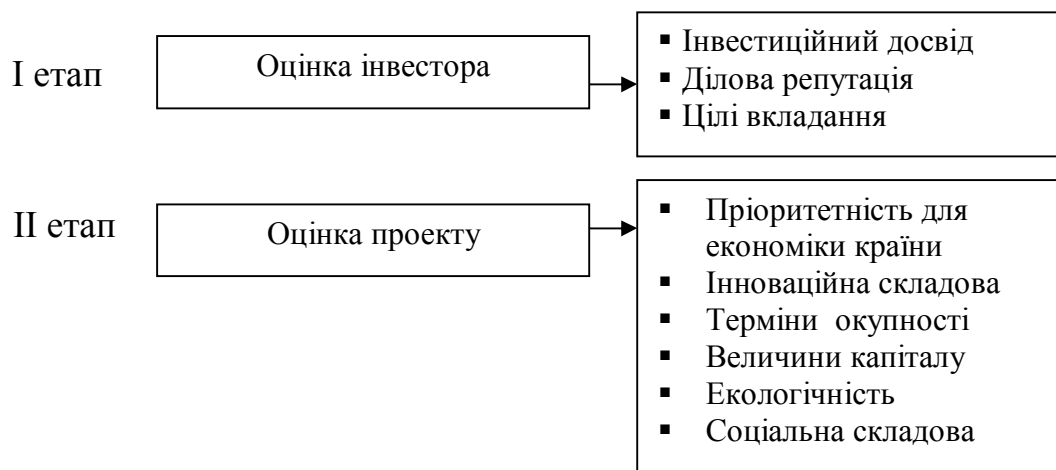 І етап
Оцінка інвестора
▪ Інвестиційний досвід
▪ Ділова репутація
▪ Цілі вкладання
ІІ етап
Оцінка проекту
▪ Пріоритетність для
економіки країни
▪ Інноваційна складова
▪ Терміни окупності
▪ Величини капіталу
▪ Екологічність
▪ Соціальна складова